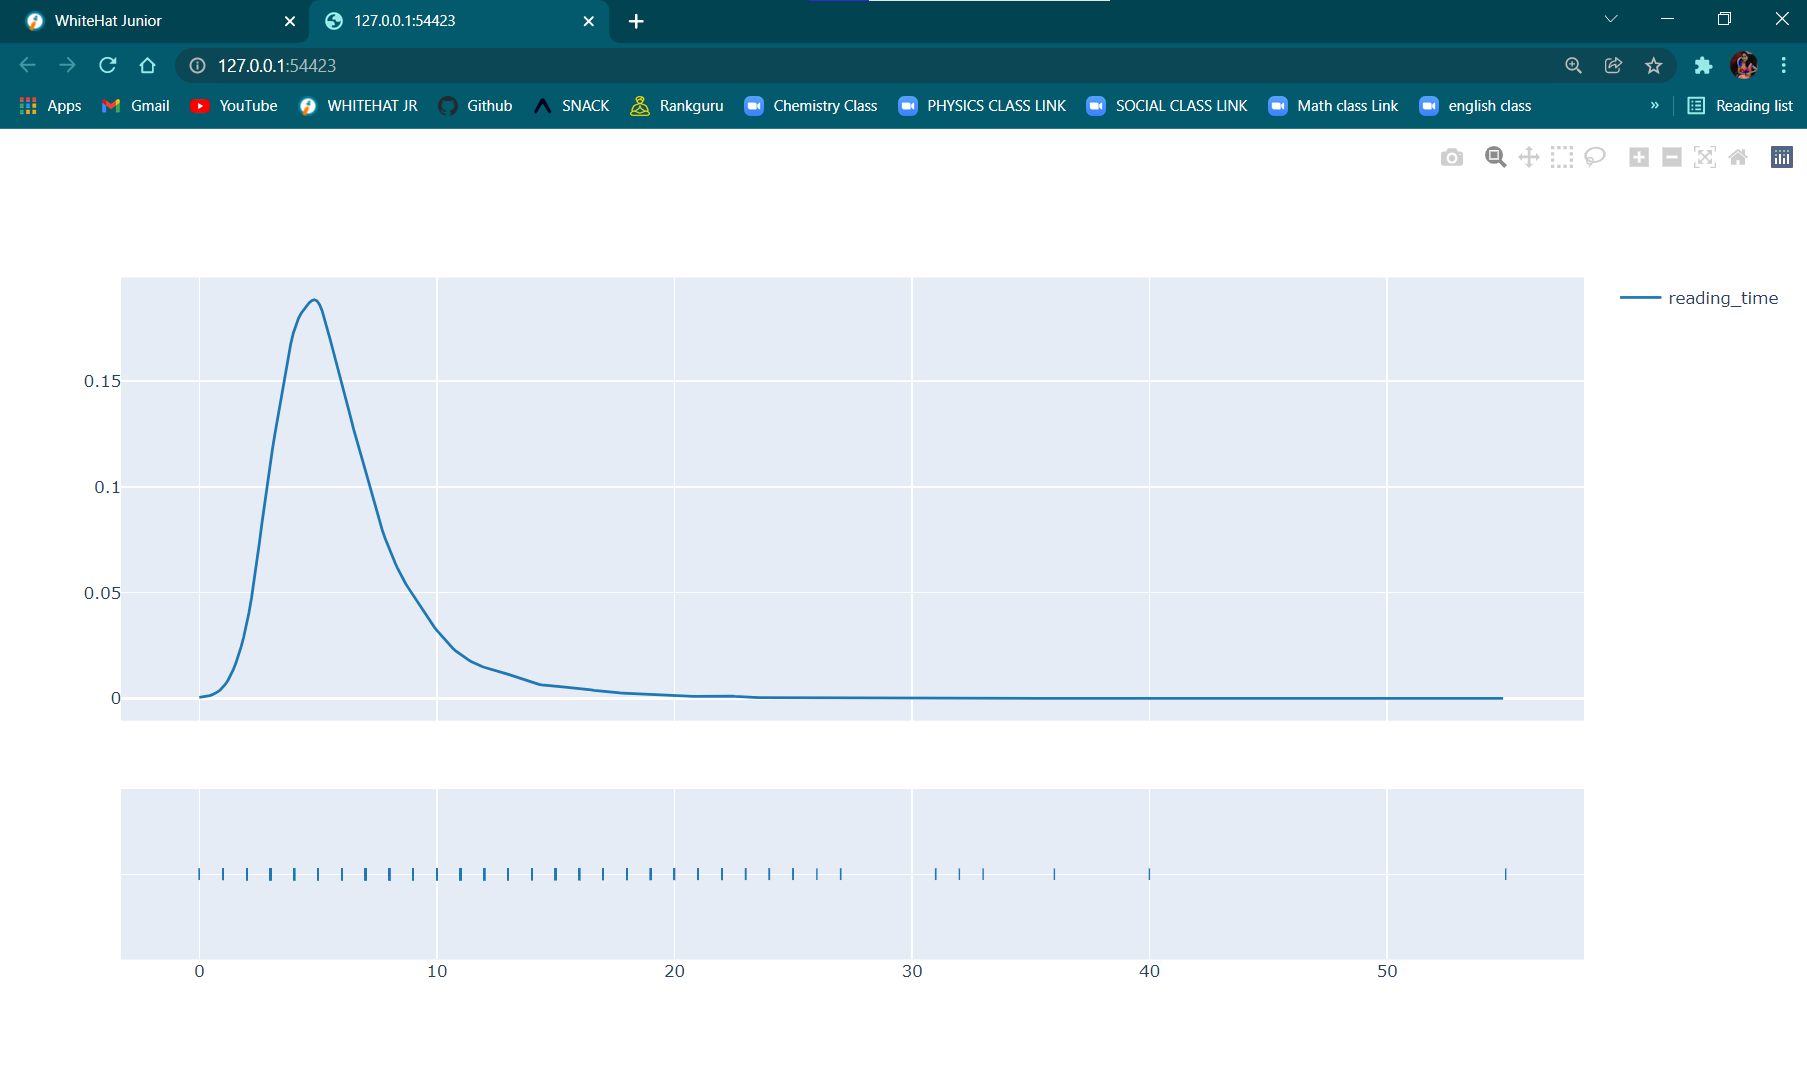 WhiteHat Junior 127.0.0.1:54423
127.0.0.1:54423
Apps Gmail YouTube WHITEHAT JR Github SNACK Rankguru Chemistry Class PHYSICS CLASS LINK SOCIAL CLASS LINK Math class Link english class » Reading list
reading_time
0.15
0.1
0.05
0
0 10 20 30 40 50